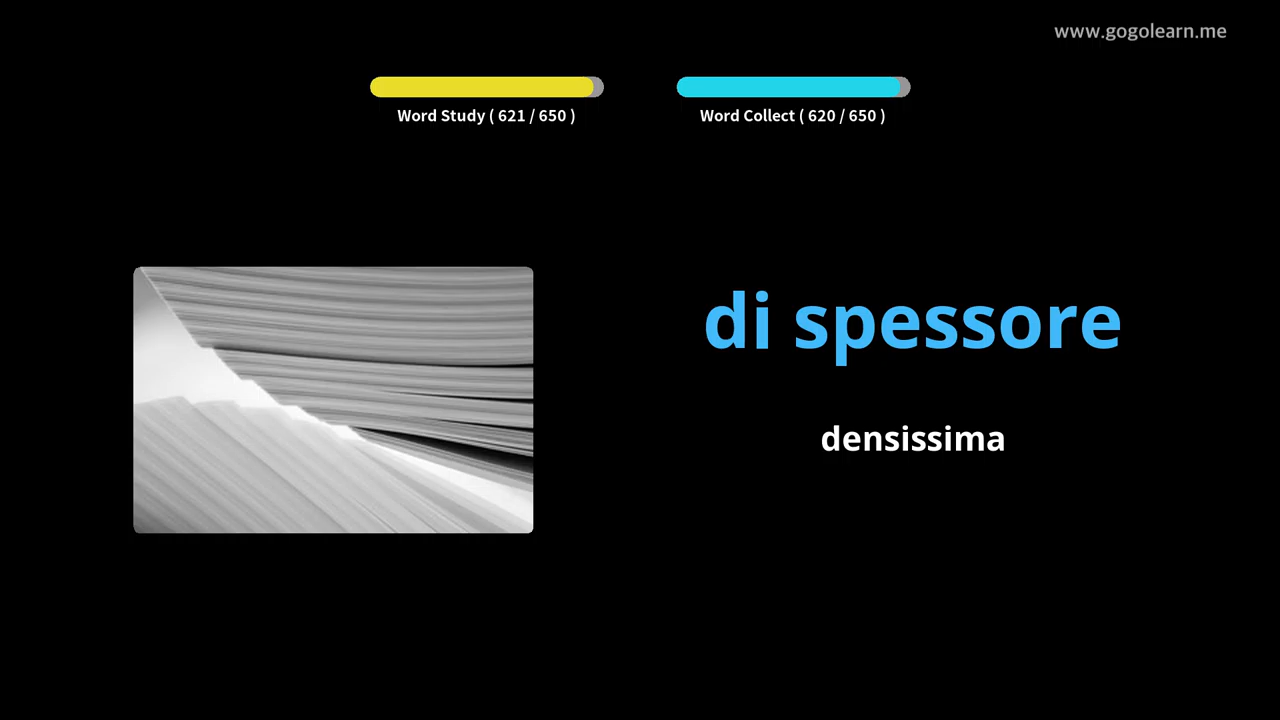 www.gogolearn.me
Word Study ( 621 / 650 )
Word Collect ( 620 / 650 )
di spessore
densissima